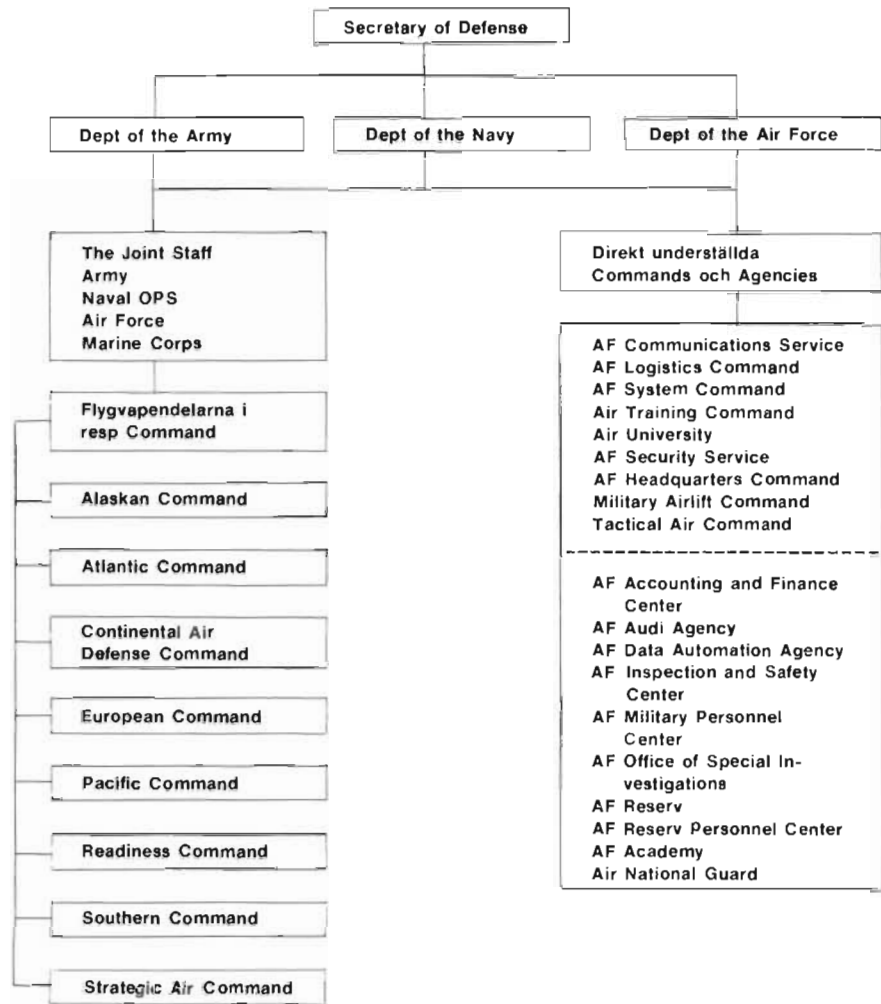 Secretary of Defense
Dept of the Army
Dept of the Navy
Dept of the Air Force
The Joint Staff
Army
Naval OPS
Air Force
Marine Corps
Flygvapendelarna i
resp Command
Alaskan Command
Atlantic Command
Continental Air
Defense Command
European Command
Pacific Command
Readiness Command
Southern Command
Strategic Air Command
Direkt underställda
Commands och Agencies
AF Communications Service
AF Logistics Command
AF System Command
Air Training Command
Air University
AF Security Service
AF Headquarters Command
Military Airlift Command
Tactical Air Command
AF Accounting and Finance
Center
AF Audi Agency
AF Data Automation Agency
AF Inspection and Safety
Center
AF Military Personnel
Center
AF Office of Special In-
vestigations
AF Reserv
AF Reserv Personnel Center
AF Academy
Air National Guard